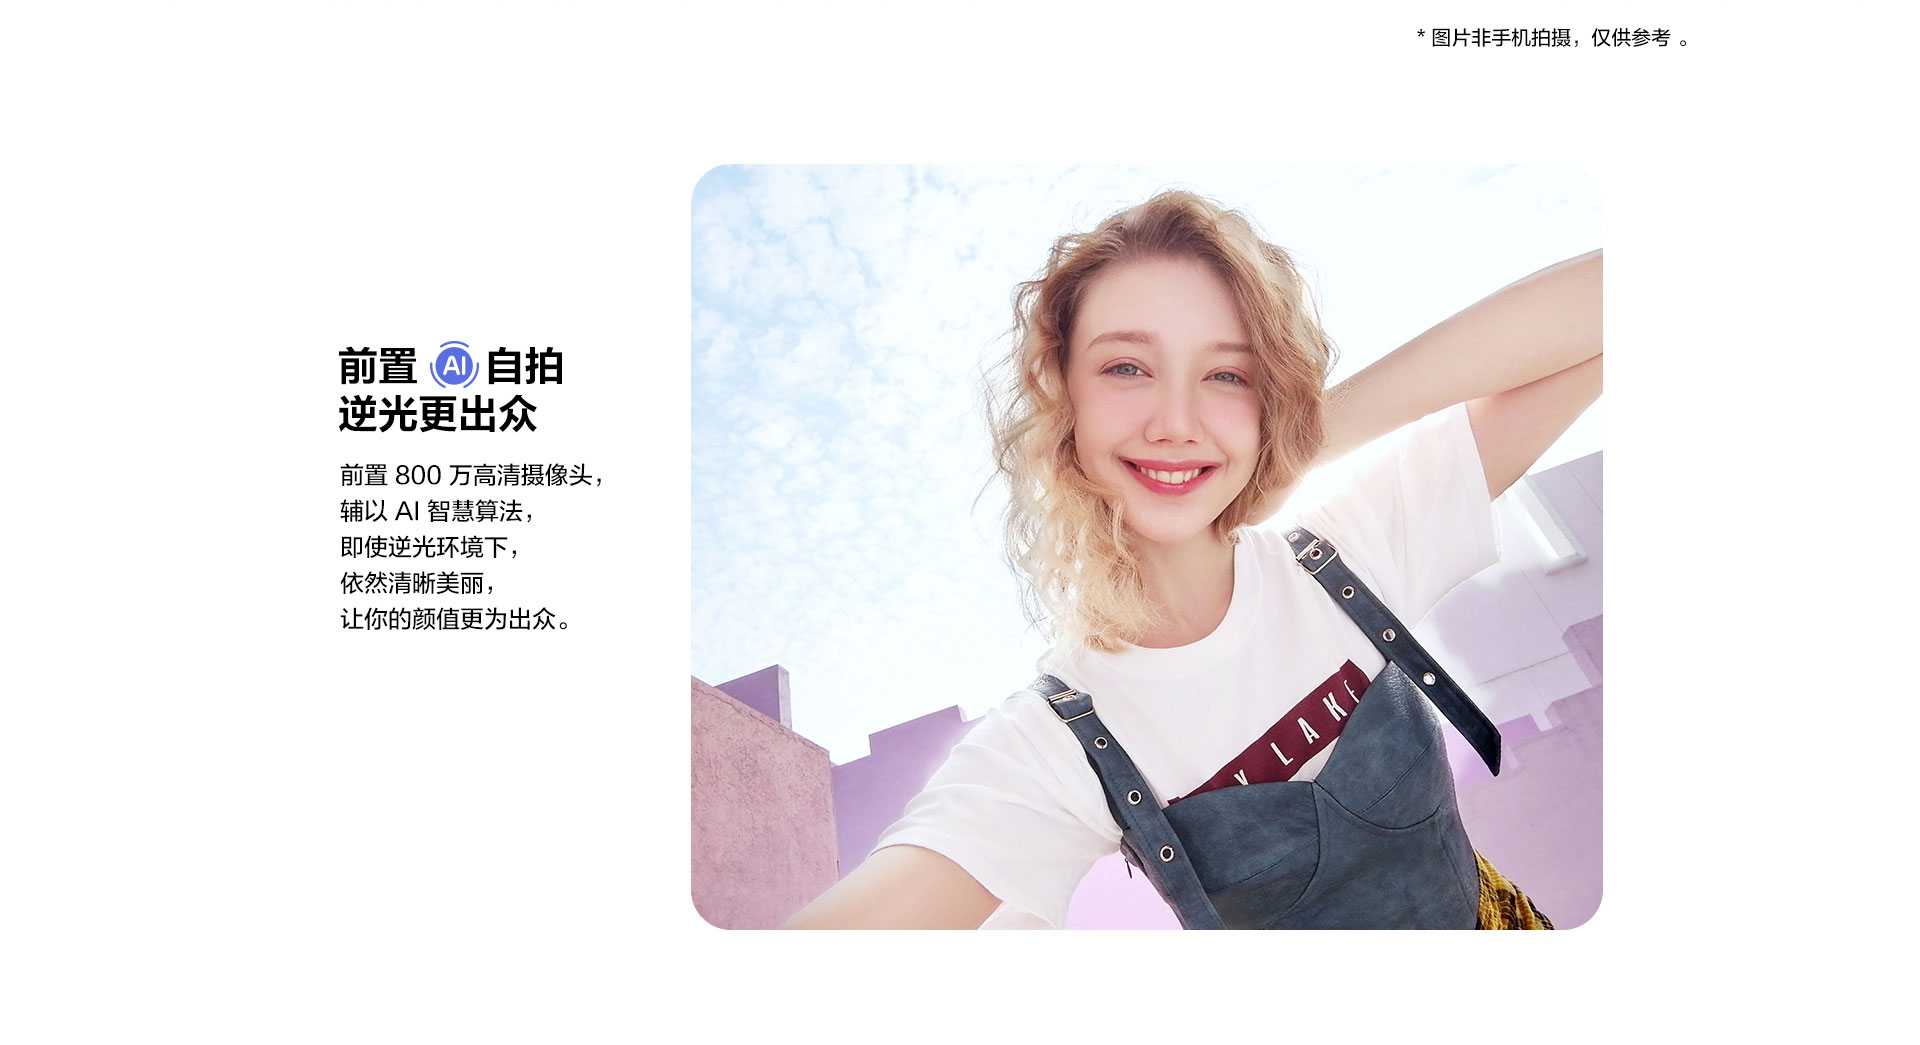 * 图片非手机拍摄，仅供参考 。
前置 AI 自拍
逆光更出众
前置 800 万高清摄像头，
辅以 AI 智慧算法，
即使逆光环境下，
依然清晰美丽，
让你的颜值更为出众。
Y LAKE